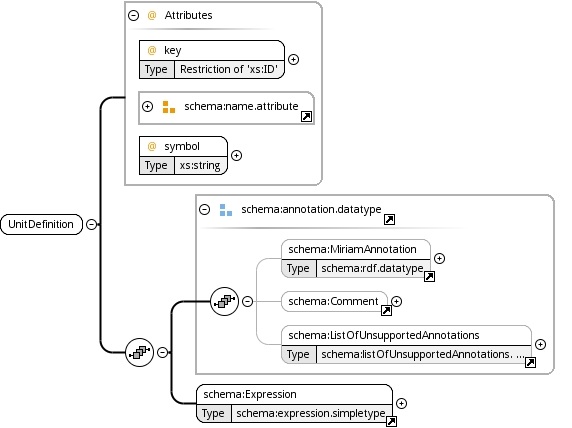 @ Attributes
@ key
Type Restriction of 'xs:ID'
schema:name.attribute
@ symbol
Type xs:string
UnitDefinition
schema:annotation.datatype
schema:MiriamAnnotation
Type schema:rdf.datatype
schema:Comment
schema:ListOfUnsupportedAnnotations
Type schema:listOfUnsupportedAnnotations. ...
schema:Expression
Type schema:expression.simpletype